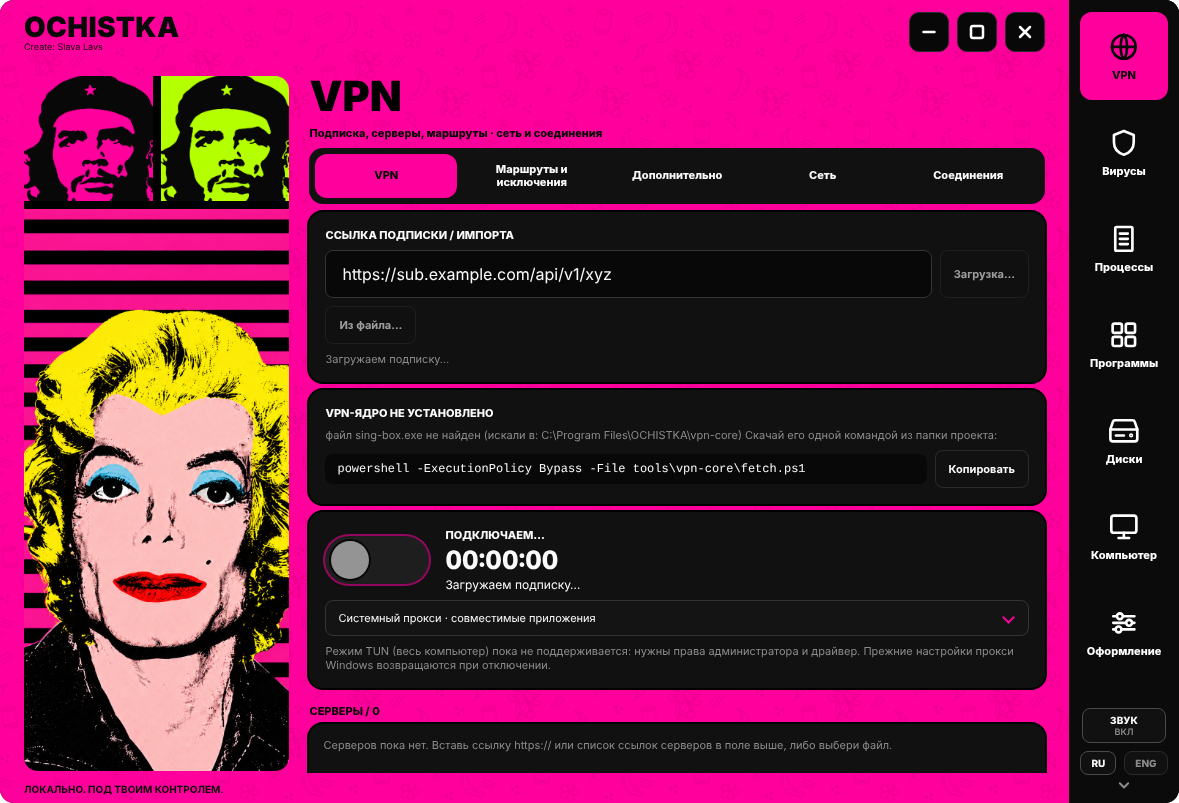 OCHISTKA
Create: Slava Lavs
VPN
Подписка, серверы, маршруты · сеть и соединения
VPN
Маршруты и
исключения
Дополнительно
Сеть
Соединения
ССЫЛКА ПОДПИСКИ / ИМПОРТА
https://sub.example.com/api/v1/xyz
Загрузка...
Из файла...
Загружаем подписку...
VPN-ЯДРО НЕ УСТАНОВЛЕНО
файл sing-box.exe не найден (искали в: C:\Program Files\OCHISTKA\vpn-core) Скачай его одной командой из папки проекта:
powershell -ExecutionPolicy Bypass -File tools\vpn-core\fetch.ps1
Копировать
ПОДКЛЮЧАЕМ...
00:00:00
Загружаем подписку...
Системный прокси · совместимые приложения
Режим TUN (весь компьютер) пока не поддерживается: нужны права администратора и драйвер. Прежние настройки прокси
Windows возвращаются при отключении.
СЕРВЕРЫ / 0
Серверов пока нет. Вставь ссылку https:// или список ссылок серверов в поле выше, либо выбери файл.
ЛОКАЛЬНО. ПОД ТВОИМ КОНТРОЛЕМ.
VPN
Вирусы
Процессы
Программы
Диски
Компьютер
Оформление
ЗВУК
ВКЛ
RU
ENG